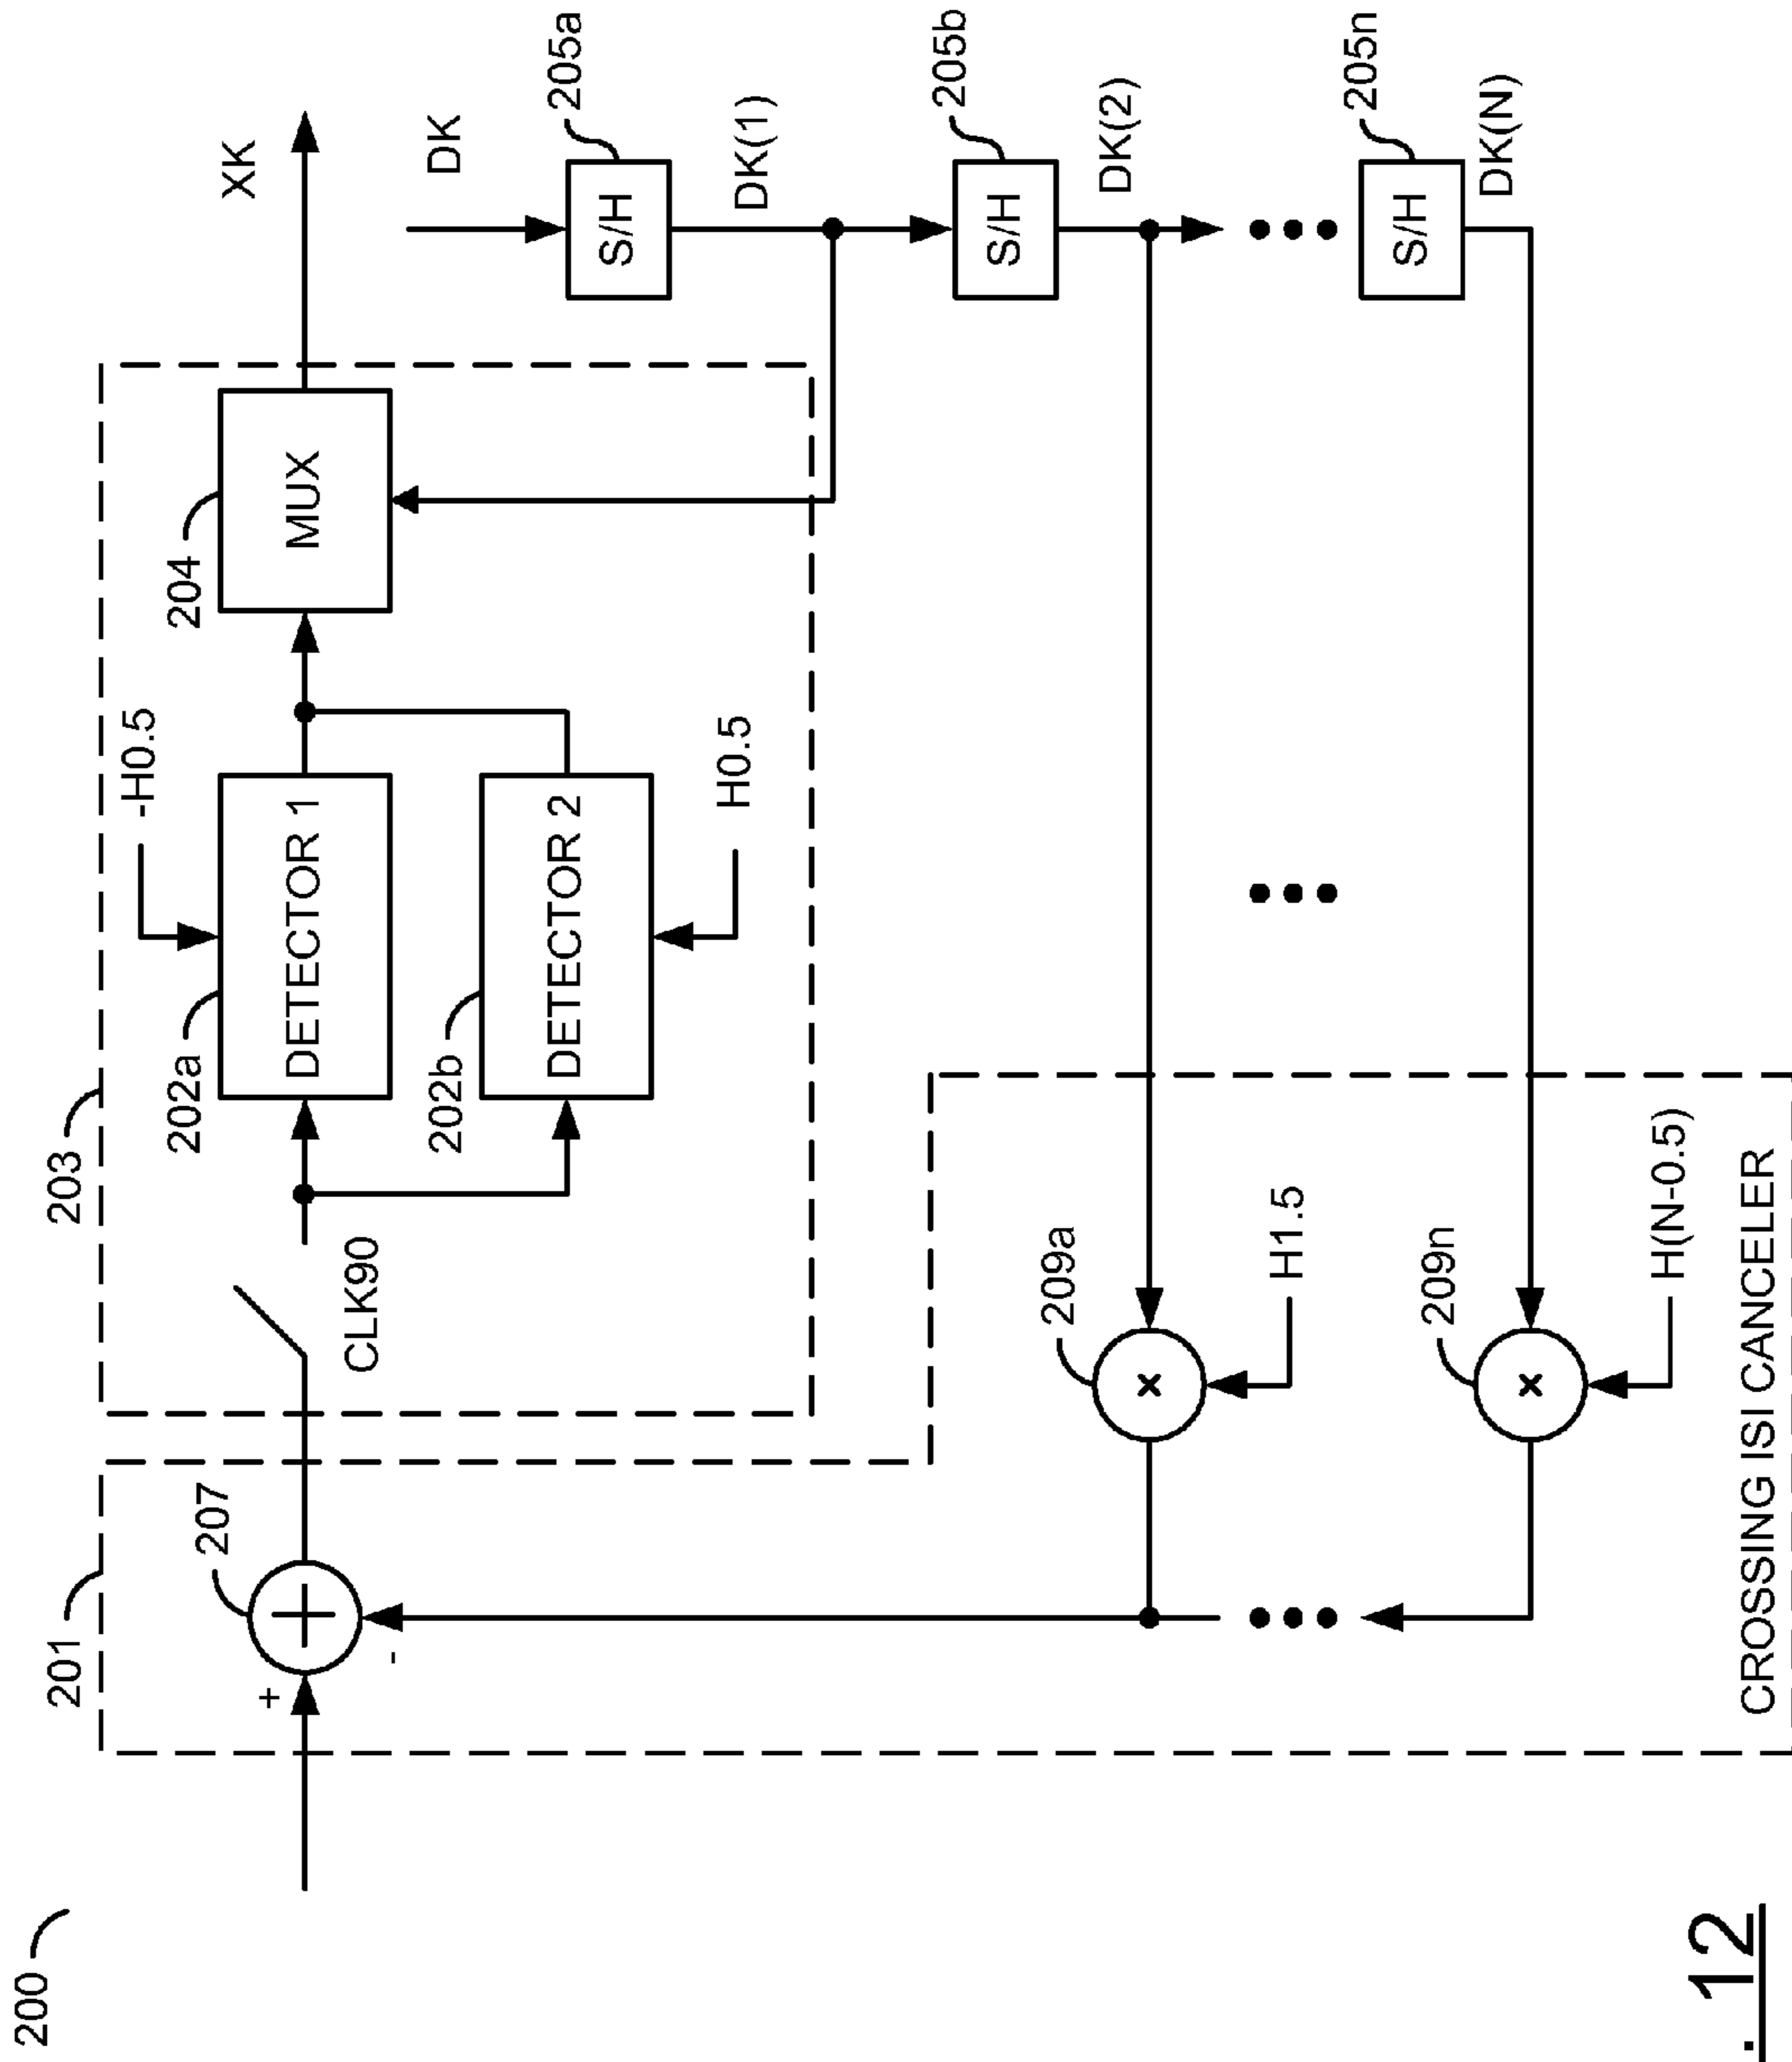 200
201
203
207
+
-
CLK90
202a
DETECTOR 1
-H0.5
202b
DETECTOR 2
H0.5
204
MUX
XK
DK
S/H
205a
DK(1)
S/H
205b
DK(2)
S/H
205n
DK(N)
209a
x
H1.5
209n
x
H(N-0.5)
CROSSING ISI CANCELER
. 12